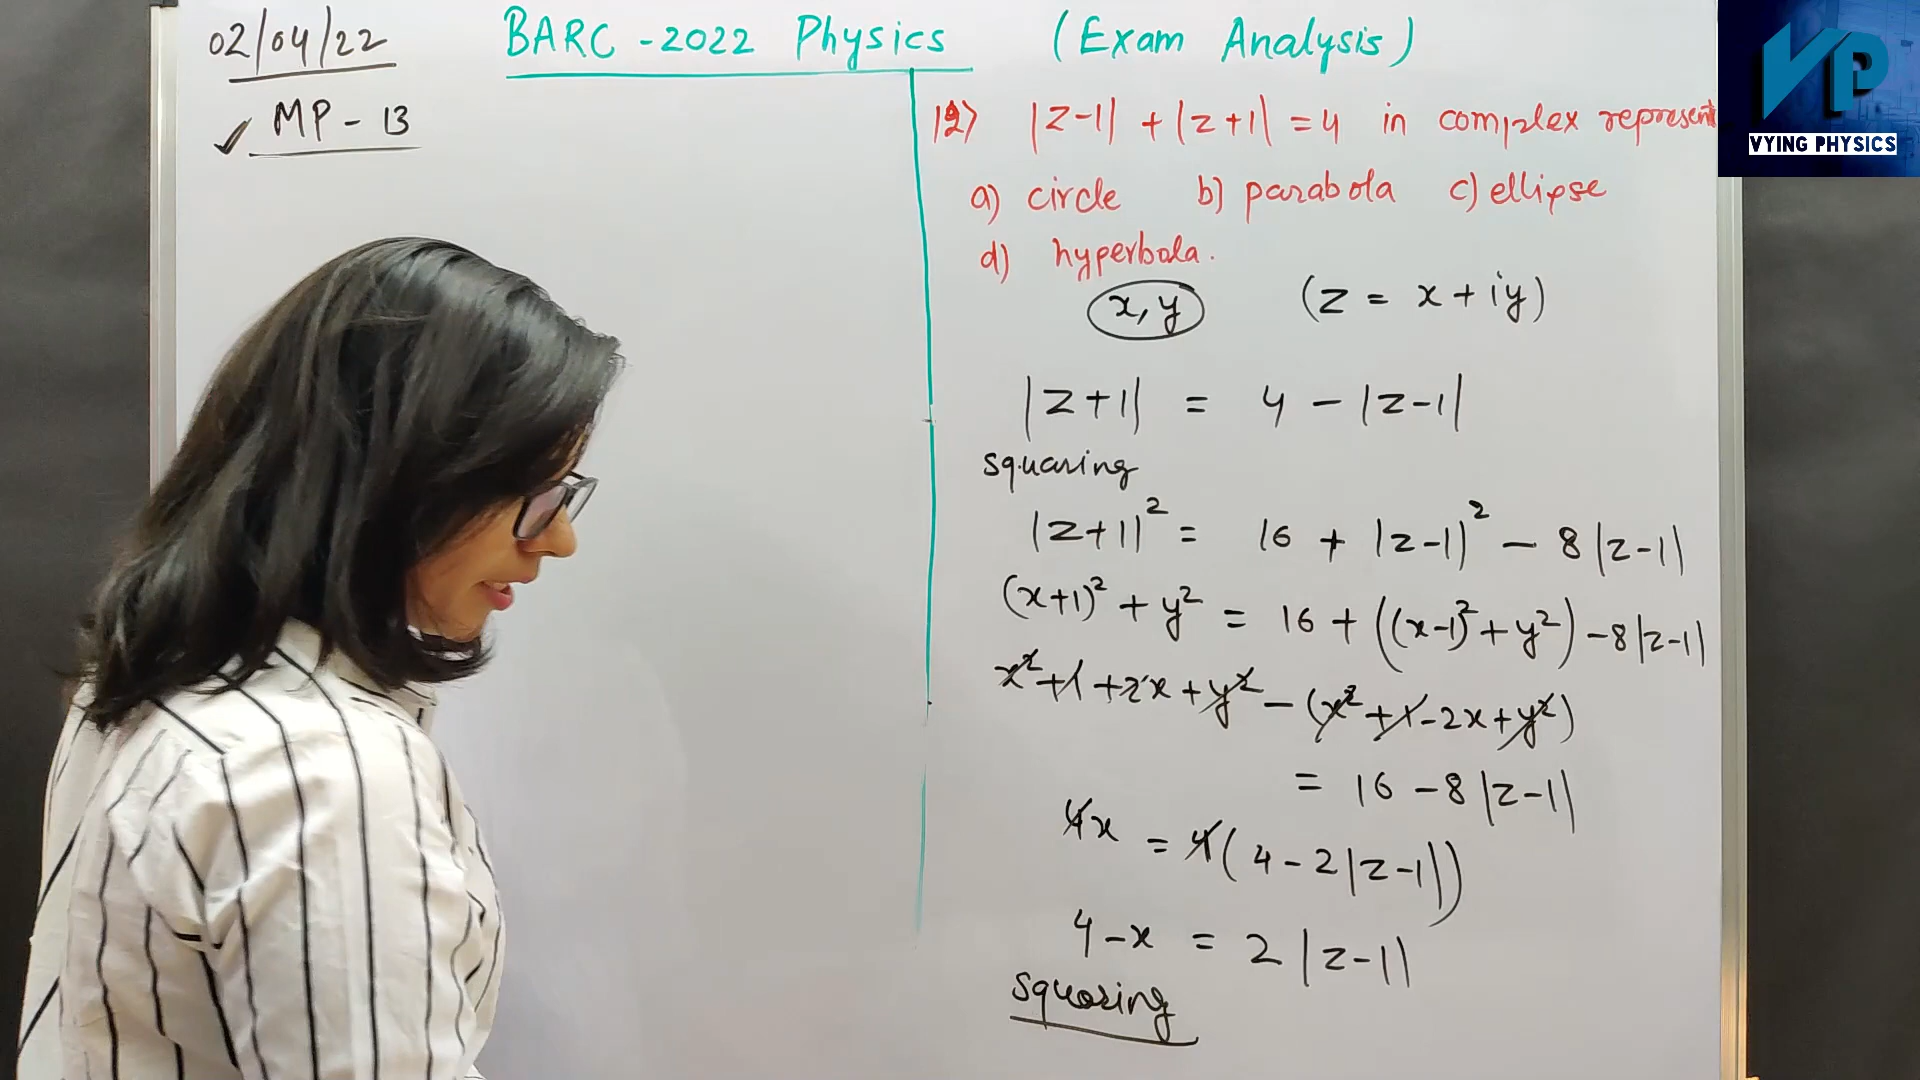 02/04/22
BARC - 2022 Physics (Exam Analysis)
VP
VYING PHYSICS
✓ MP - 13
12) |z-1| + |z+1| = 4 in complex represent
a) circle b) parabola c) ellipse
d) hyperbola.
x, y (z = x + iy)
|z+1| = 4 - |z-1|
squaring
|z+1|² = 16 + |z-1|² - 8|z-1|
(x+1)² + y² = 16 + ((x-1)² + y²) - 8|z-1|
x² + 1 + 2x + y² - (x² + 1 - 2x + y²)
= 16 - 8|z-1|
4x = 4(4 - 2|z-1|)
4 - x = 2|z-1|
squaring